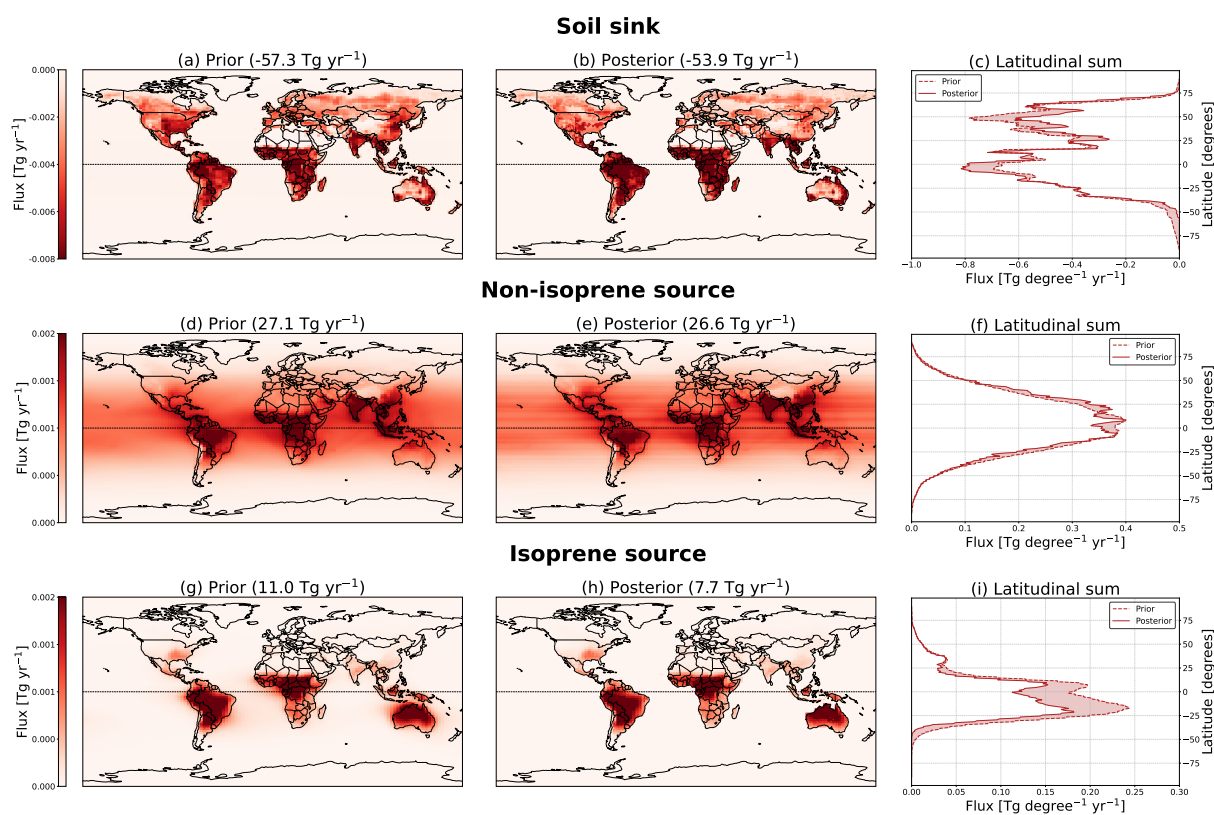 Soil sink
(a) Prior (-57.3 Tg yr⁻¹)
(b) Posterior (-53.9 Tg yr⁻¹)
(c) Latitudinal sum
0.000
−0.002
−0.004
−0.006
−0.008
Flux [Tg yr⁻¹]
Prior
Posterior
75
50
25
0
−25
−50
−75
Latitude [degrees]
−1.0 −0.8 −0.6 −0.4 −0.2 0.0
Flux [Tg degree⁻¹ yr⁻¹]
Non-isoprene source
(d) Prior (27.1 Tg yr⁻¹)
(e) Posterior (26.6 Tg yr⁻¹)
(f) Latitudinal sum
0.002
0.001
0.001
0.000
0.000
Flux [Tg yr⁻¹]
Prior
Posterior
75
50
25
0
−25
−50
−75
Latitude [degrees]
0.0 0.1 0.2 0.3 0.4 0.5
Flux [Tg degree⁻¹ yr⁻¹]
Isoprene source
(g) Prior (11.0 Tg yr⁻¹)
(h) Posterior (7.7 Tg yr⁻¹)
(i) Latitudinal sum
0.002
0.001
0.001
0.000
0.000
Flux [Tg yr⁻¹]
Prior
Posterior
75
50
25
0
−25
−50
−75
Latitude [degrees]
0.00 0.05 0.10 0.15 0.20 0.25 0.30
Flux [Tg degree⁻¹ yr⁻¹]